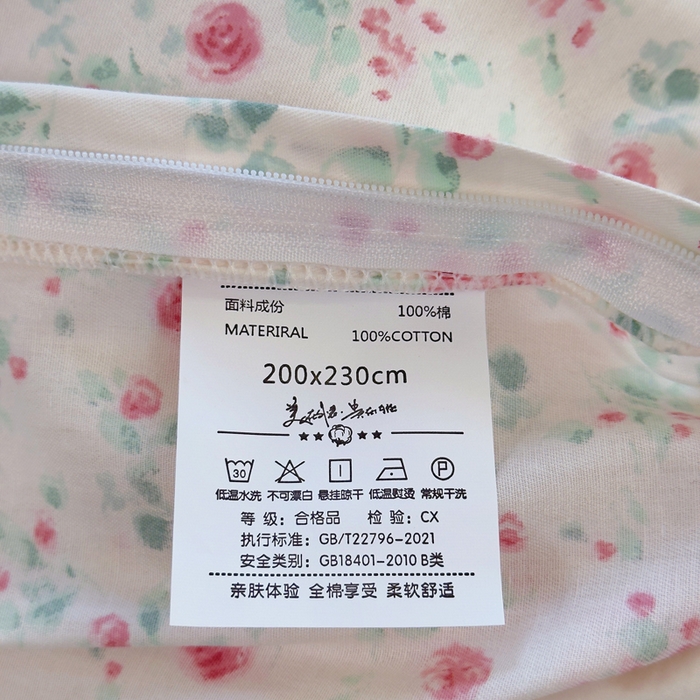 面料成份 100%棉
MATERIRAL 100%COTTON
200x230cm
30 P
低温水洗 不可漂白 悬挂晾干 低温熨烫 常规干洗
等 级：合格品 检 验：CX
执行标准：GB/T22796-2021
安全类别：GB18401-2010 B类
亲肤体验 全棉享受 柔软舒适